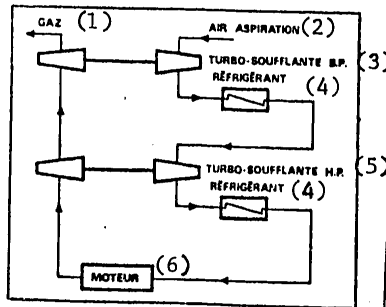 GAZ (1) AIR ASPIRATION (2)
TURBO-SOUFFLANTE B.P. (3)
RÉFRIGÉRANT (4)
TURBO-SOUFFLANTE H.P. (5)
RÉFRIGÉRANT (4)
MOTEUR (6)